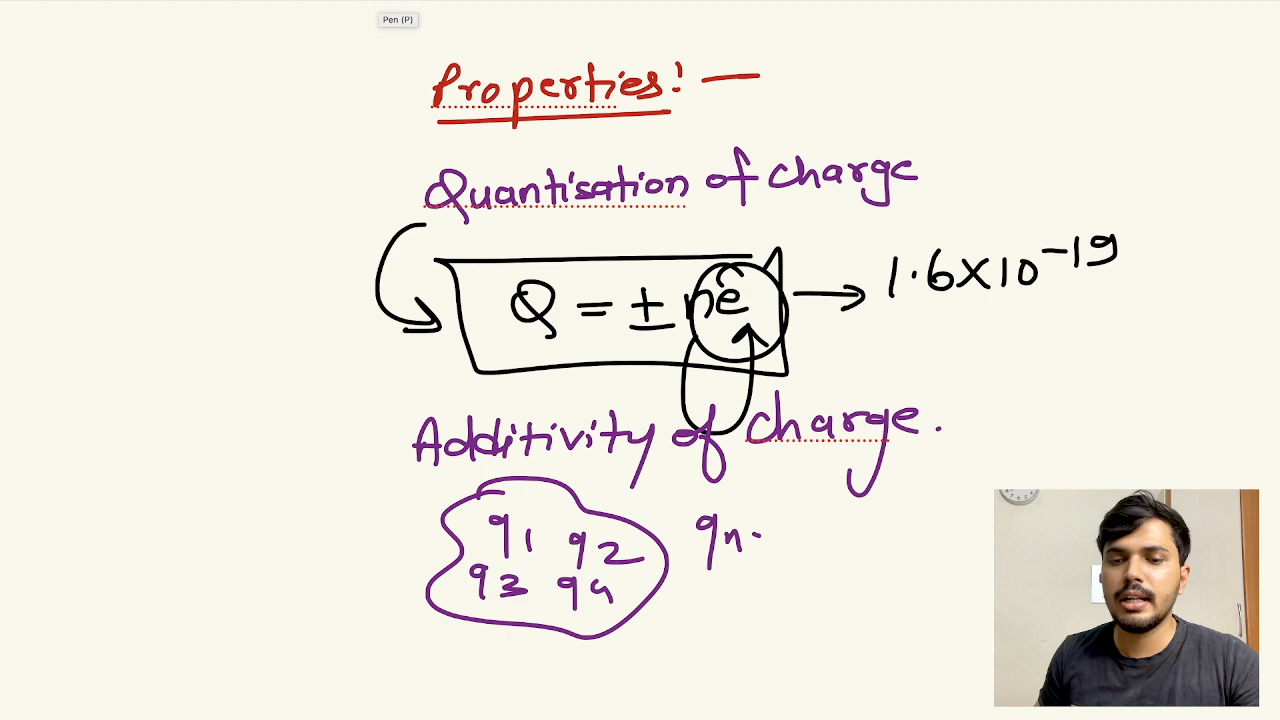 Pen (P)
Properties: —
Quantisation of charge
Q = ± ne → 1.6×10⁻¹⁹
Additivity of charge.
q1 q2 qn.
q3 q4